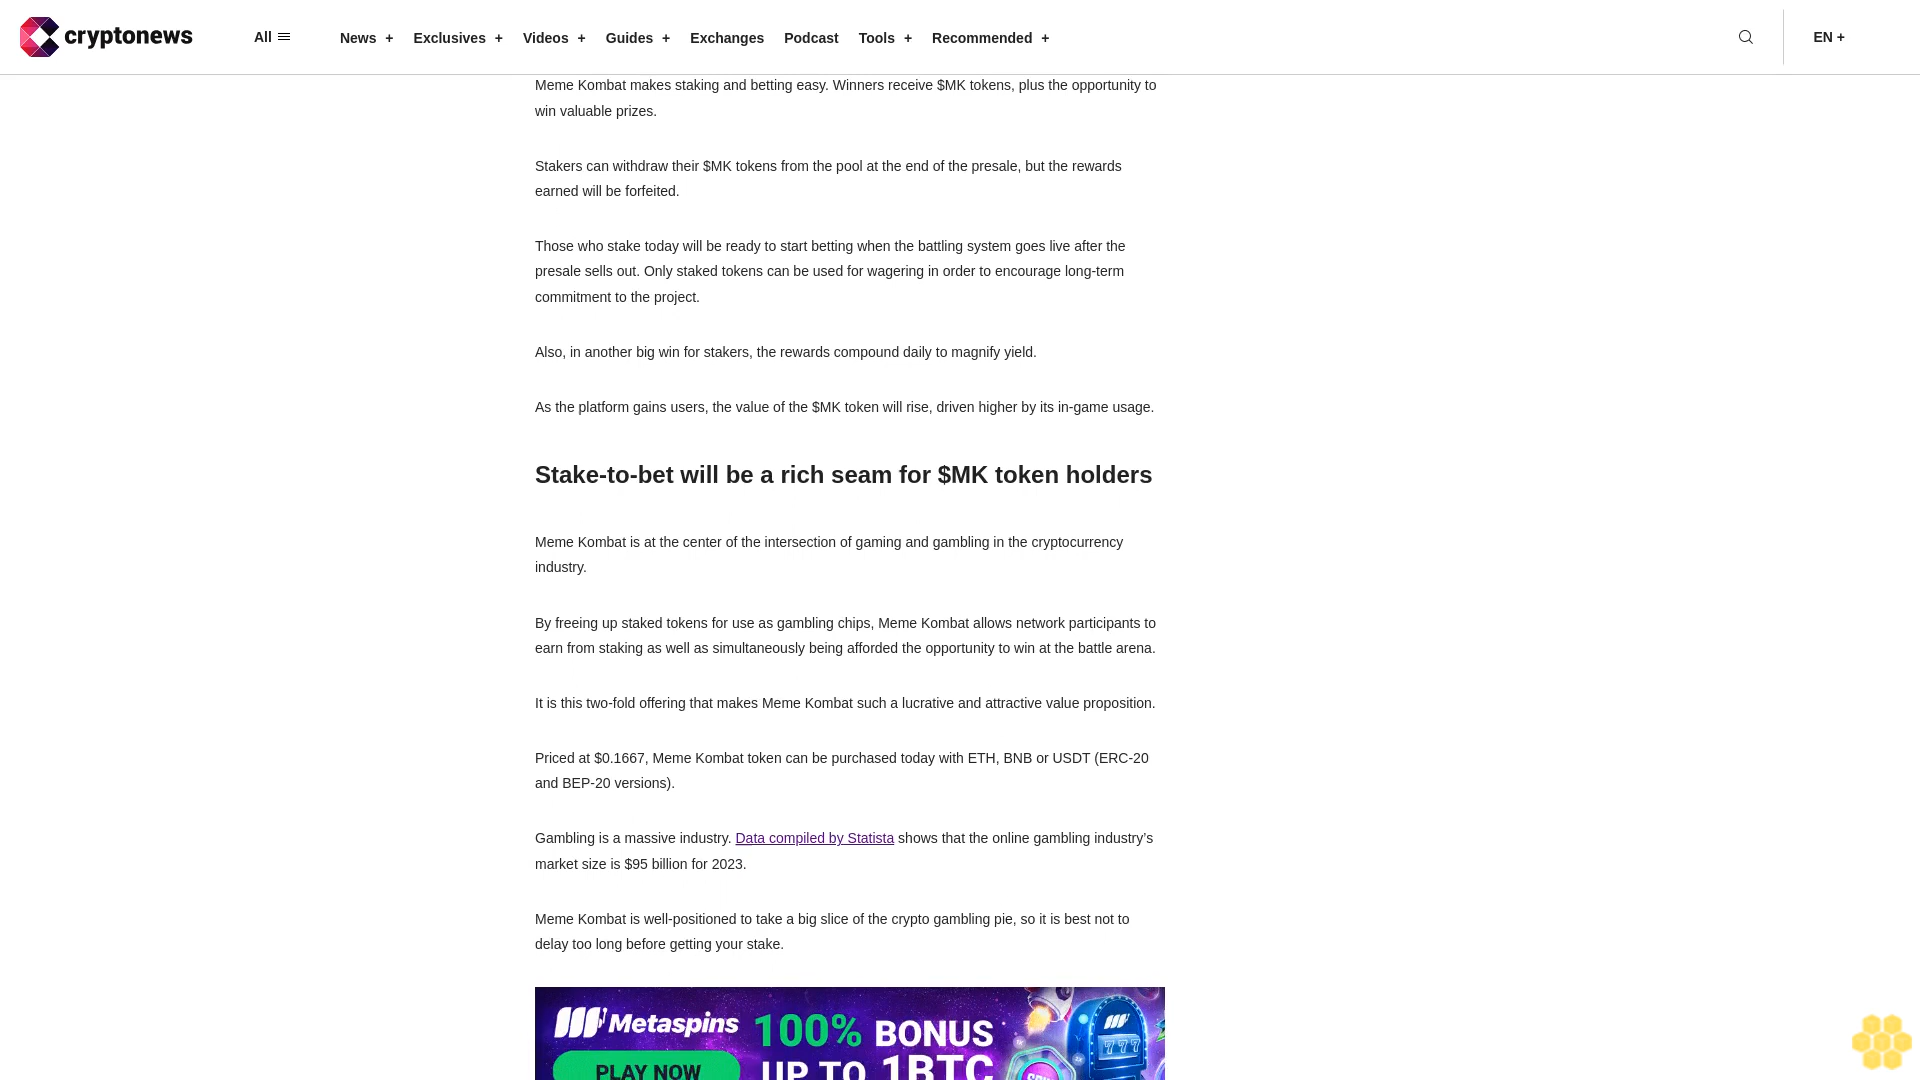 cryptonews
All
News +
Exclusives +
Videos +
Guides +
Exchanges
Podcast
Tools +
Recommended +
EN +
Meme Kombat makes staking and betting easy. Winners receive $MK tokens, plus the opportunity to
win valuable prizes.
Stakers can withdraw their $MK tokens from the pool at the end of the presale, but the rewards
earned will be forfeited.
Those who stake today will be ready to start betting when the battling system goes live after the
presale sells out. Only staked tokens can be used for wagering in order to encourage long-term
commitment to the project.
Also, in another big win for stakers, the rewards compound daily to magnify yield.
As the platform gains users, the value of the $MK token will rise, driven higher by its in-game usage.
Stake-to-bet will be a rich seam for $MK token holders
Meme Kombat is at the center of the intersection of gaming and gambling in the cryptocurrency
industry.
By freeing up staked tokens for use as gambling chips, Meme Kombat allows network participants to
earn from staking as well as simultaneously being afforded the opportunity to win at the battle arena.
It is this two-fold offering that makes Meme Kombat such a lucrative and attractive value proposition.
Priced at $0.1667, Meme Kombat token can be purchased today with ETH, BNB or USDT (ERC-20
and BEP-20 versions).
Gambling is a massive industry. Data compiled by Statista shows that the online gambling industry’s
market size is $95 billion for 2023.
Meme Kombat is well-positioned to take a big slice of the crypto gambling pie, so it is best not to
delay too long before getting your stake.
Metaspins
100% BONUS
UP TO 1BTC
PLAY NOW
777